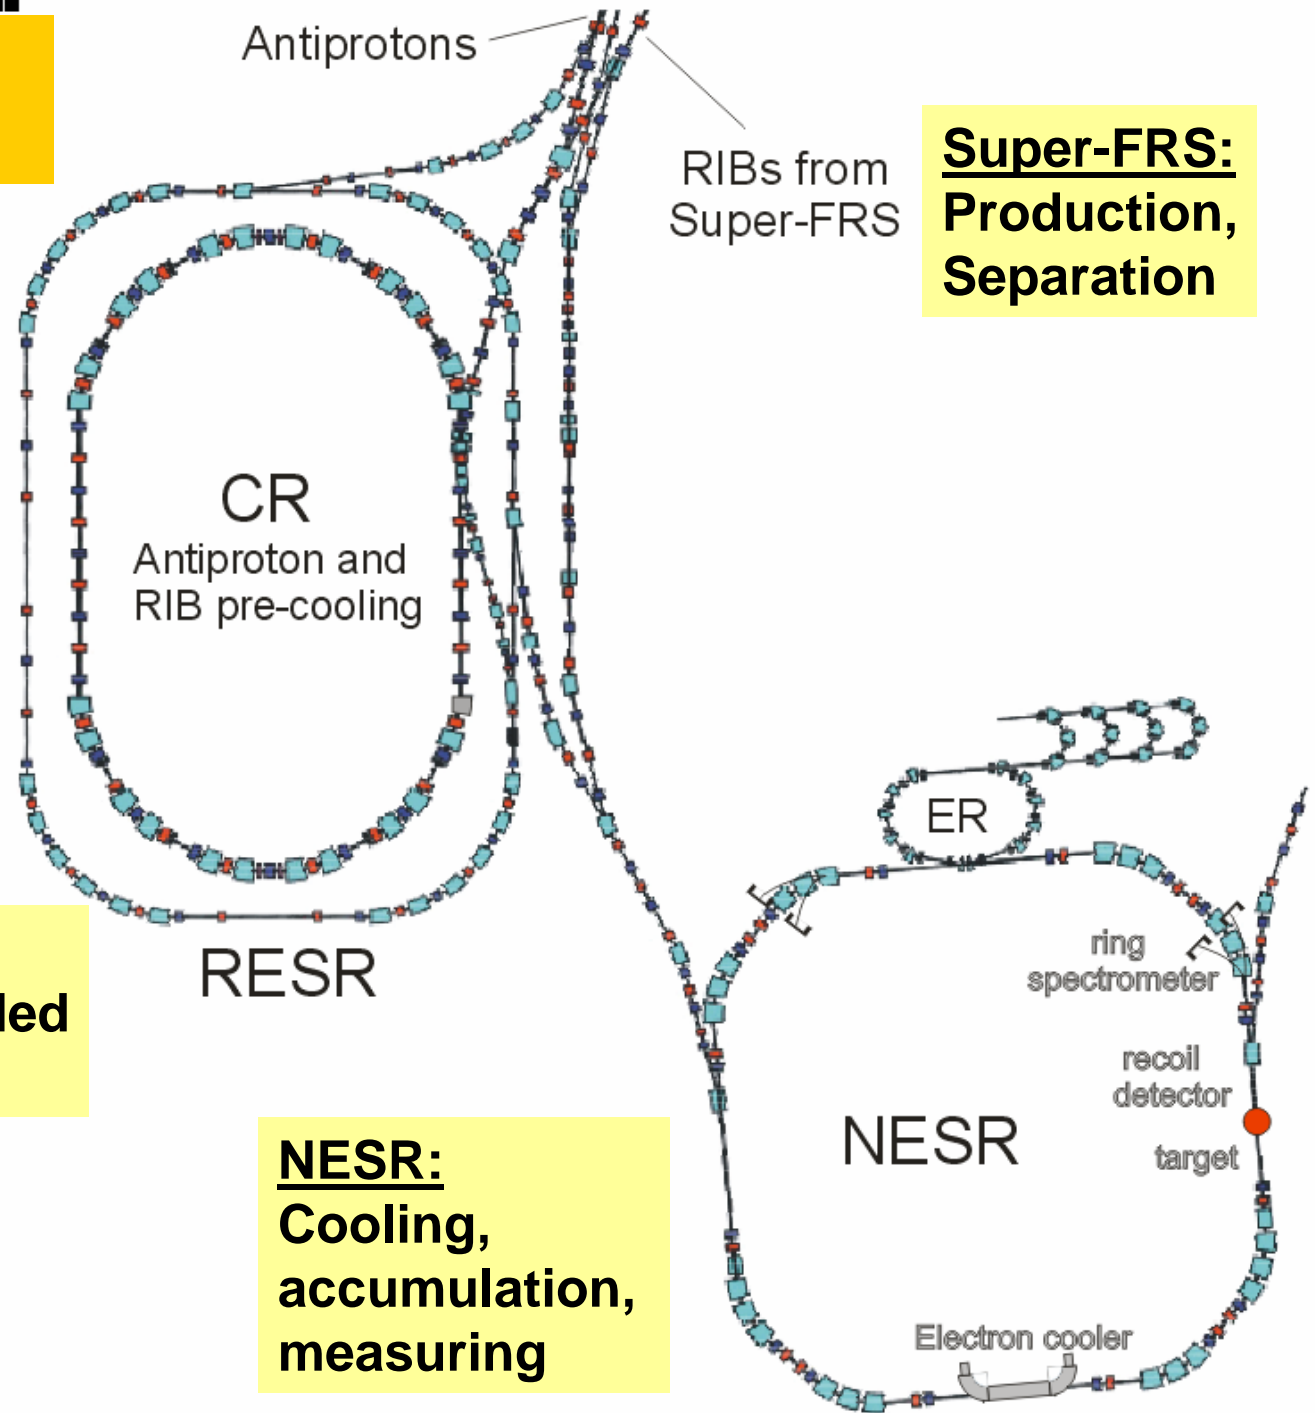 Antiprotons
RIBs from
Super-FRS
Super-FRS:
Production,
Separation
CR
Antiproton and
RIB pre-cooling
ER
RESR
ring
spectrometer
recoil
detector
target
NESR
NESR:
Cooling,
accumulation,
measuring
Electron cooler